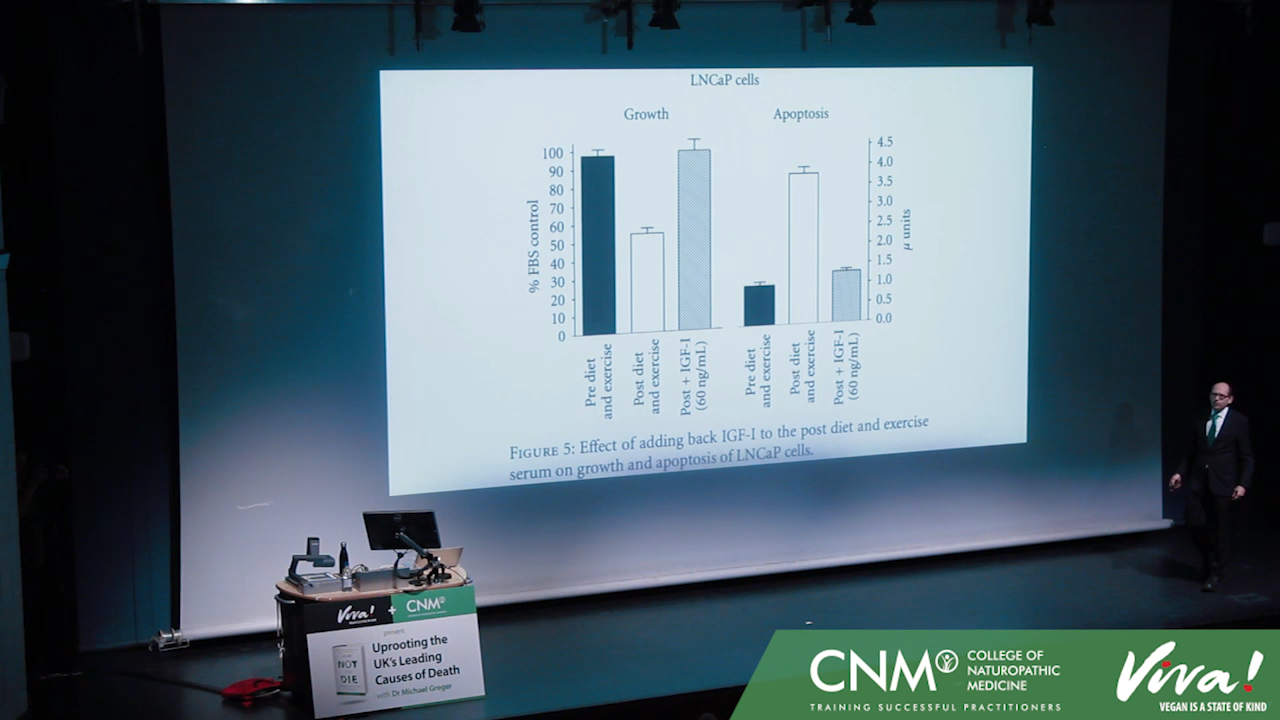 LNCaP cells
Growth
Apoptosis
% FBS control
100
90
80
70
60
50
40
30
20
10
0
4.5
4.0
3.5
3.0
2.5
2.0
1.5
1.0
0.5
0.0
μ units
Pre diet
and exercise
Post diet
and exercise
Post + IGF-I
(60 ng/mL)
Pre diet
and exercise
Post diet
and exercise
Post + IGF-I
(60 ng/mL)
FIGURE 5: Effect of adding back IGF-I to the post diet and exercise
serum on growth and apoptosis of LNCaP cells.
Viva! + CNM
present
NOT
DIE
Uprooting the
UK's Leading
Causes of Death
with Dr Michael Greger
CNM
COLLEGE OF
NATUROPATHIC
MEDICINE
TRAINING SUCCESSFUL PRACTITIONERS
Viva!
VEGAN IS A STATE OF KIND